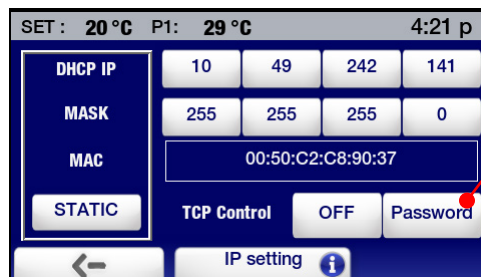 SET : 20 °C P1: 29 °C 4:21 p
DHCP IP 10 49 242 141
MASK 255 255 255 0
MAC 00:50:C2:C8:90:37
STATIC TCP Control OFF Password
IP setting i